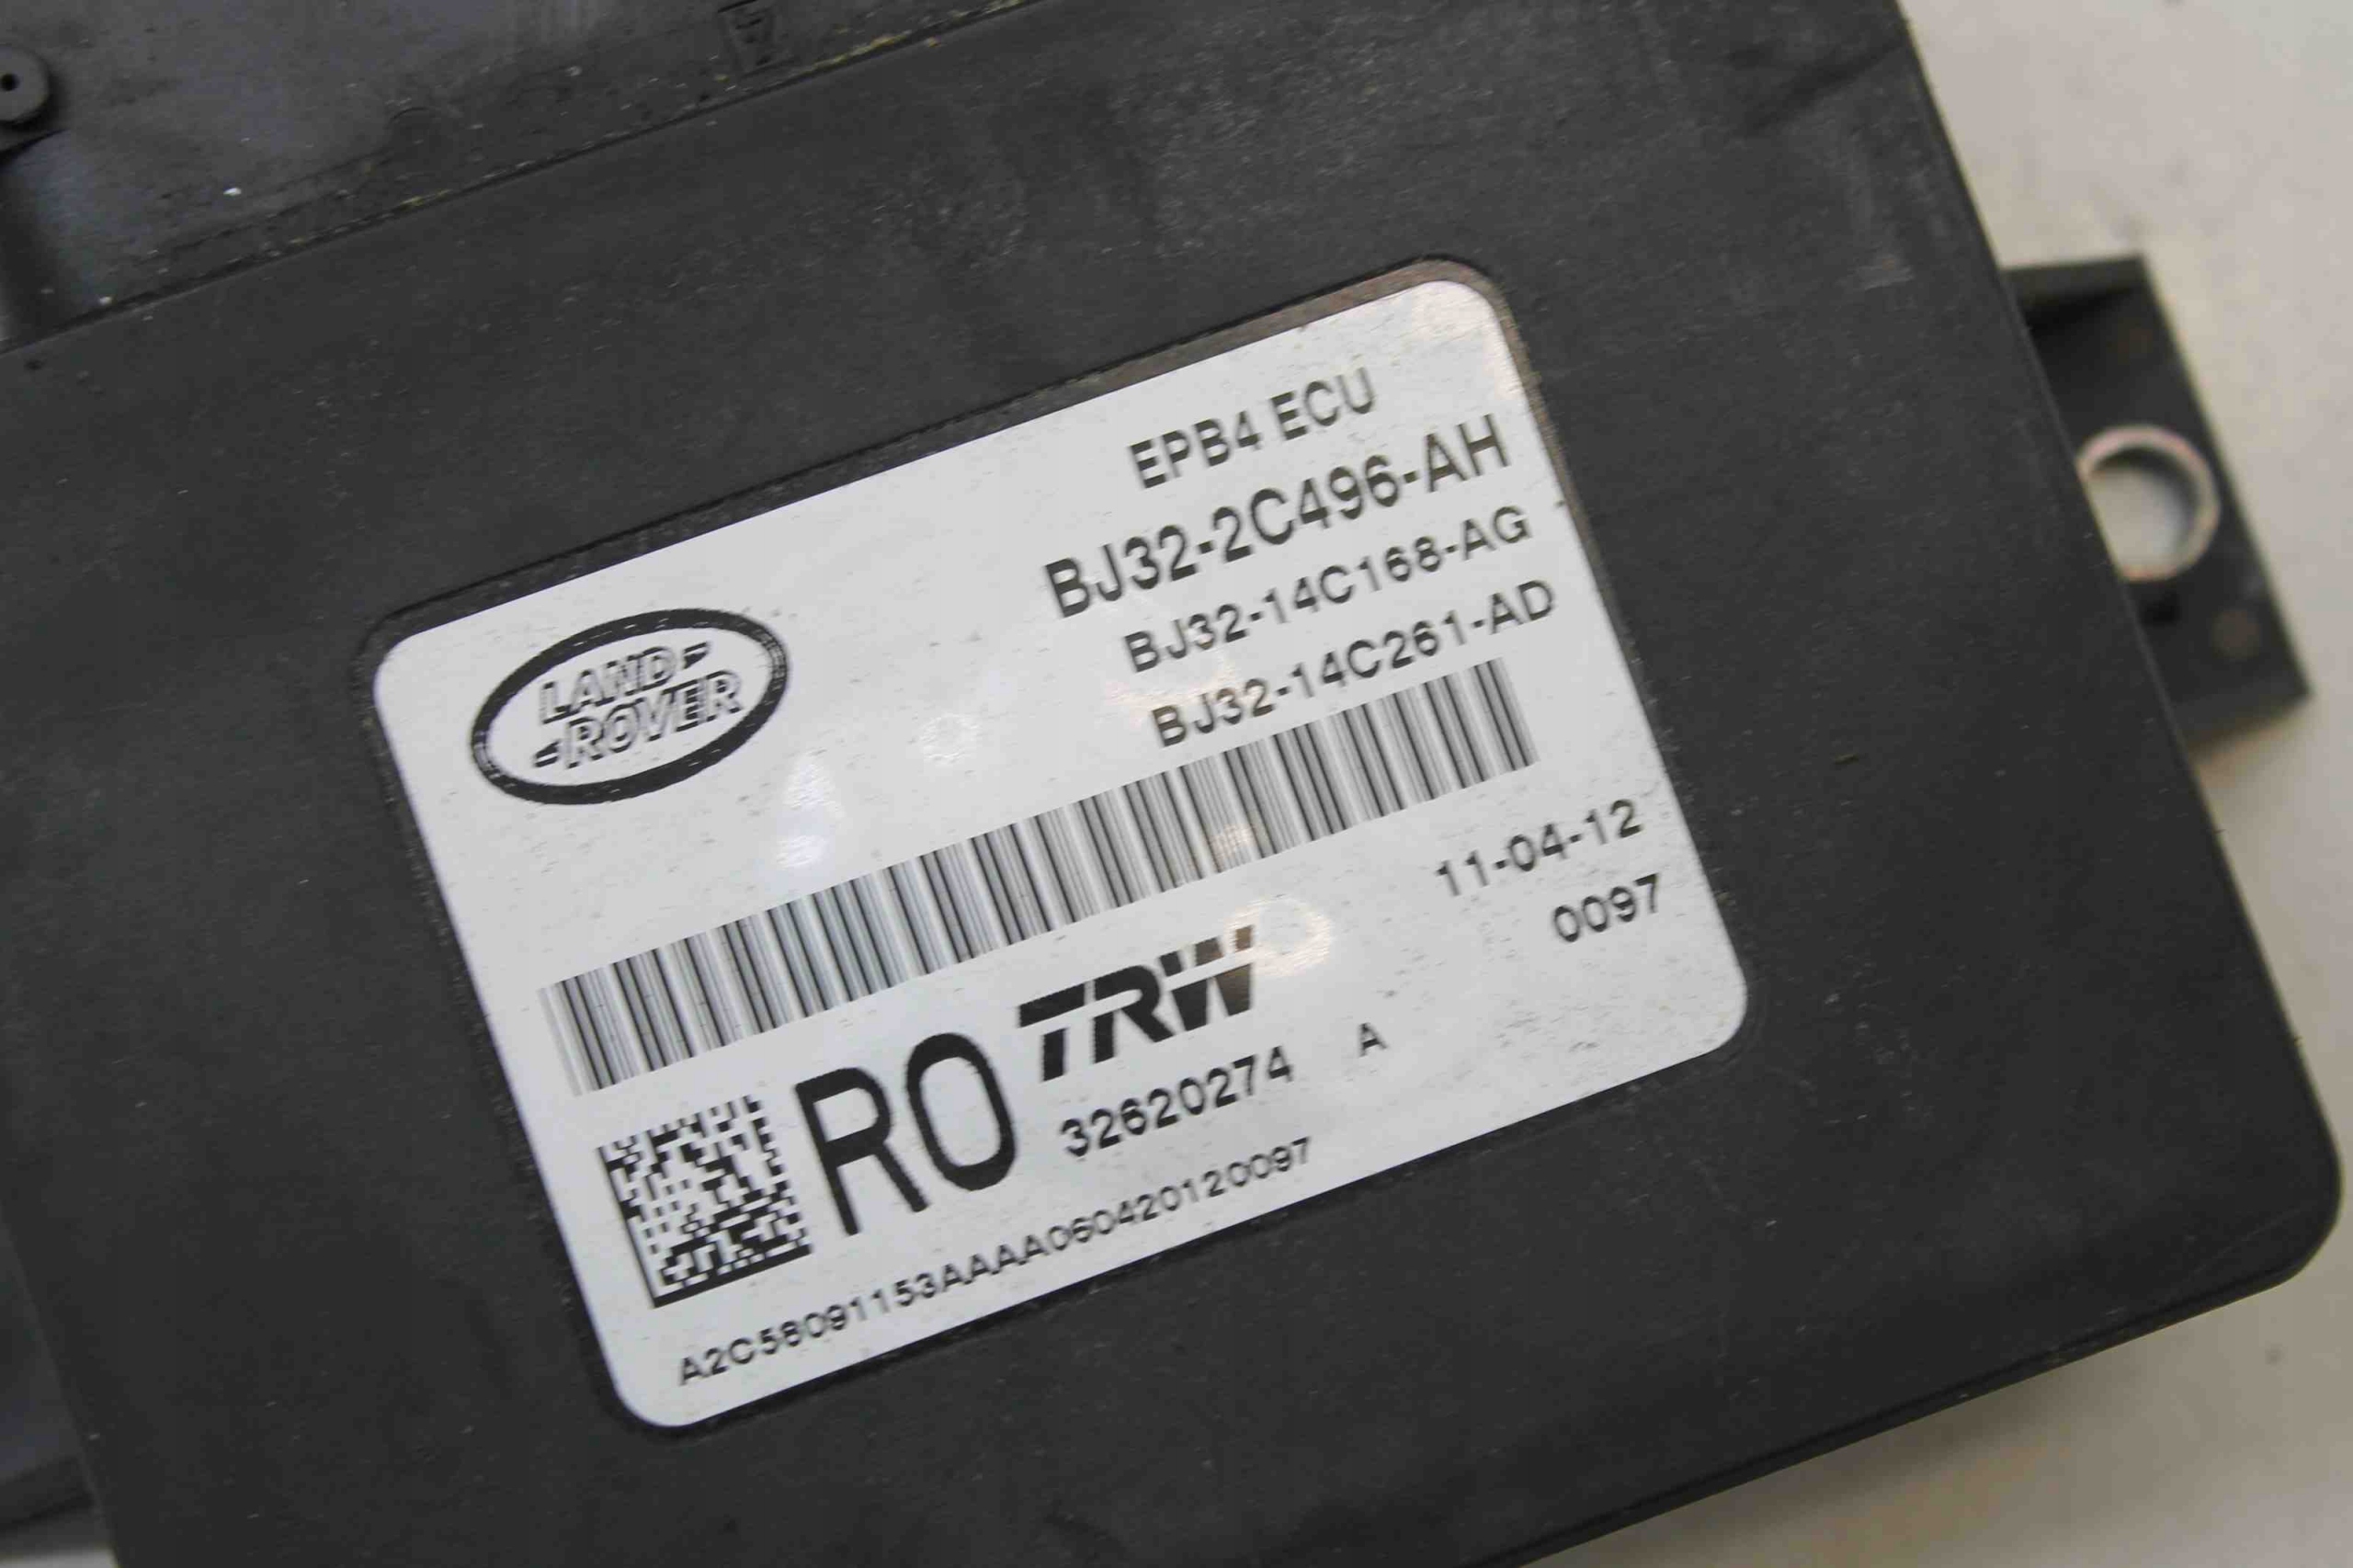 EPB4 ECU
BJ32-2C496-AH
BJ32-14C168-AG
BJ32-14C261-AD
LAND
ROVER
11-04-12
0097
TRW
RO
32620274 A
A2C58091153AAAA060420120097